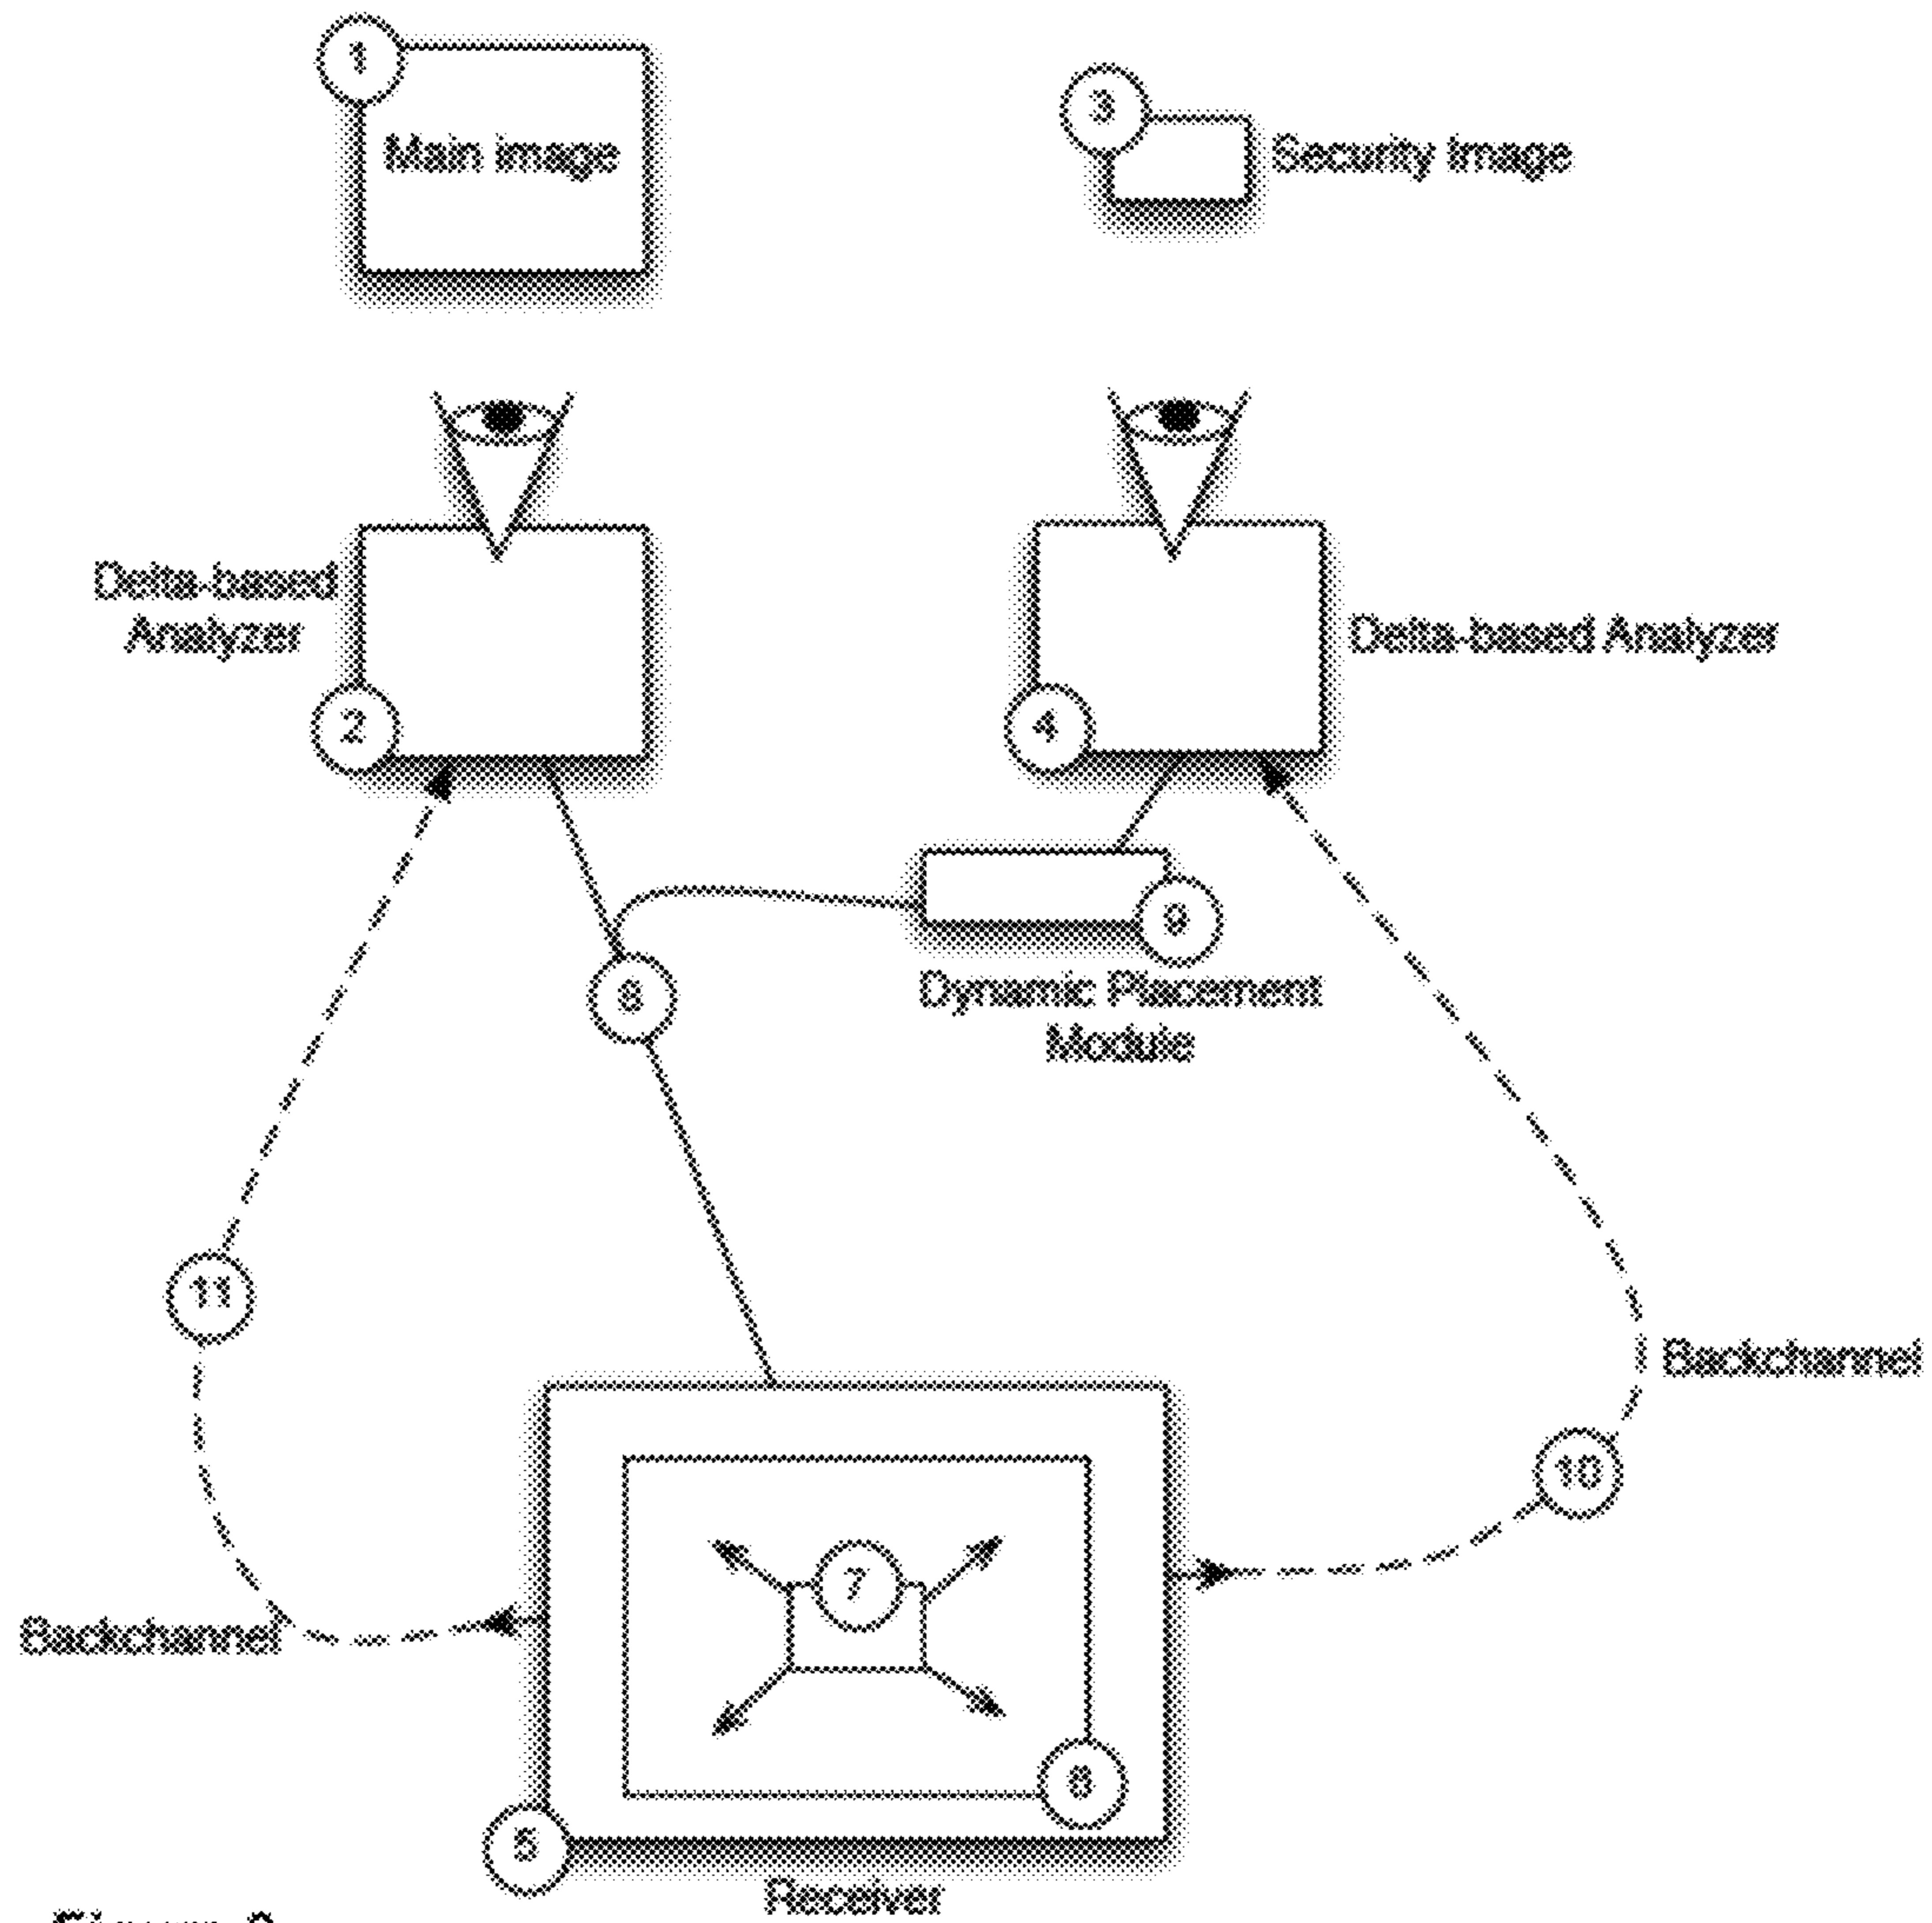 1
Main image
3
Security Image
Delta-based
Analyzer
2
Delta-based Analyzer
4
9
Dynamic Placement
Module
8
11
Backchannel
10
7
Backchannel
6
5
Receiver